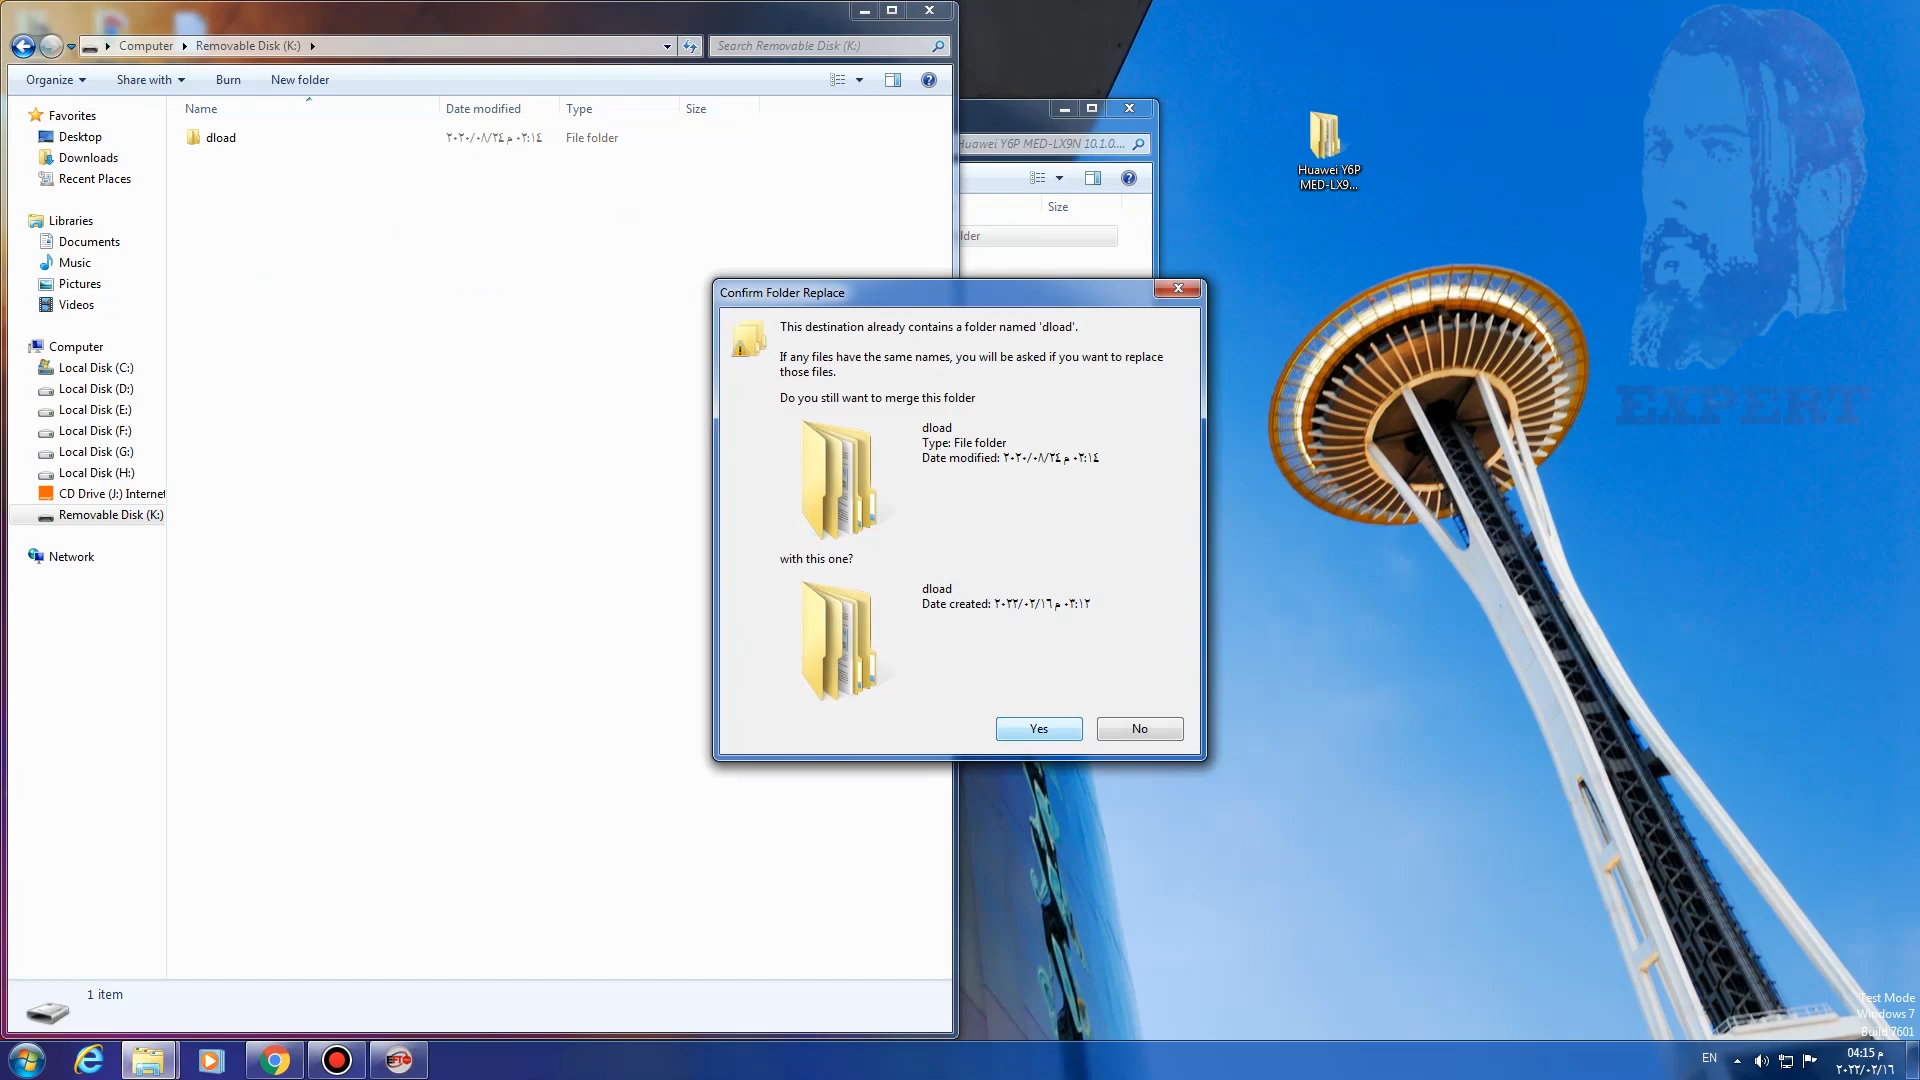 Computer
Removable Disk (K:)
Search Removable Disk (K:)
Organize
Share with
Burn
New folder
Name
Date modified
Type
Size
dload
٢٠٢٠/٠٨/٢٤ م ٠٢:١٤
File folder
Favorites
Desktop
Downloads
Recent Places
Libraries
Documents
Music
Pictures
Videos
Computer
Local Disk (C:)
Local Disk (D:)
Local Disk (E:)
Local Disk (F:)
Local Disk (G:)
Local Disk (H:)
CD Drive (J:) Internet
Removable Disk (K:)
Network
1 item
Huawei Y6P MED-LX9N 10.1.0....
Size
lder
Confirm Folder Replace
This destination already contains a folder named 'dload'.
If any files have the same names, you will be asked if you want to replace
those files.
Do you still want to merge this folder
dload
Type: File folder
Date modified: ٢٠٢٠/٠٨/٢٤ م ٠٢:١٤
with this one?
dload
Date created: ٢٠٢٢/٠٢/١٦ م ٠٣:١٢
Yes
No
Huawei Y6P
MED-LX9...
EXPERT
Test Mode
Windows 7
Build 7601
EFT
EN
04:15 م
٢٠٢٢/٠٢/١٦